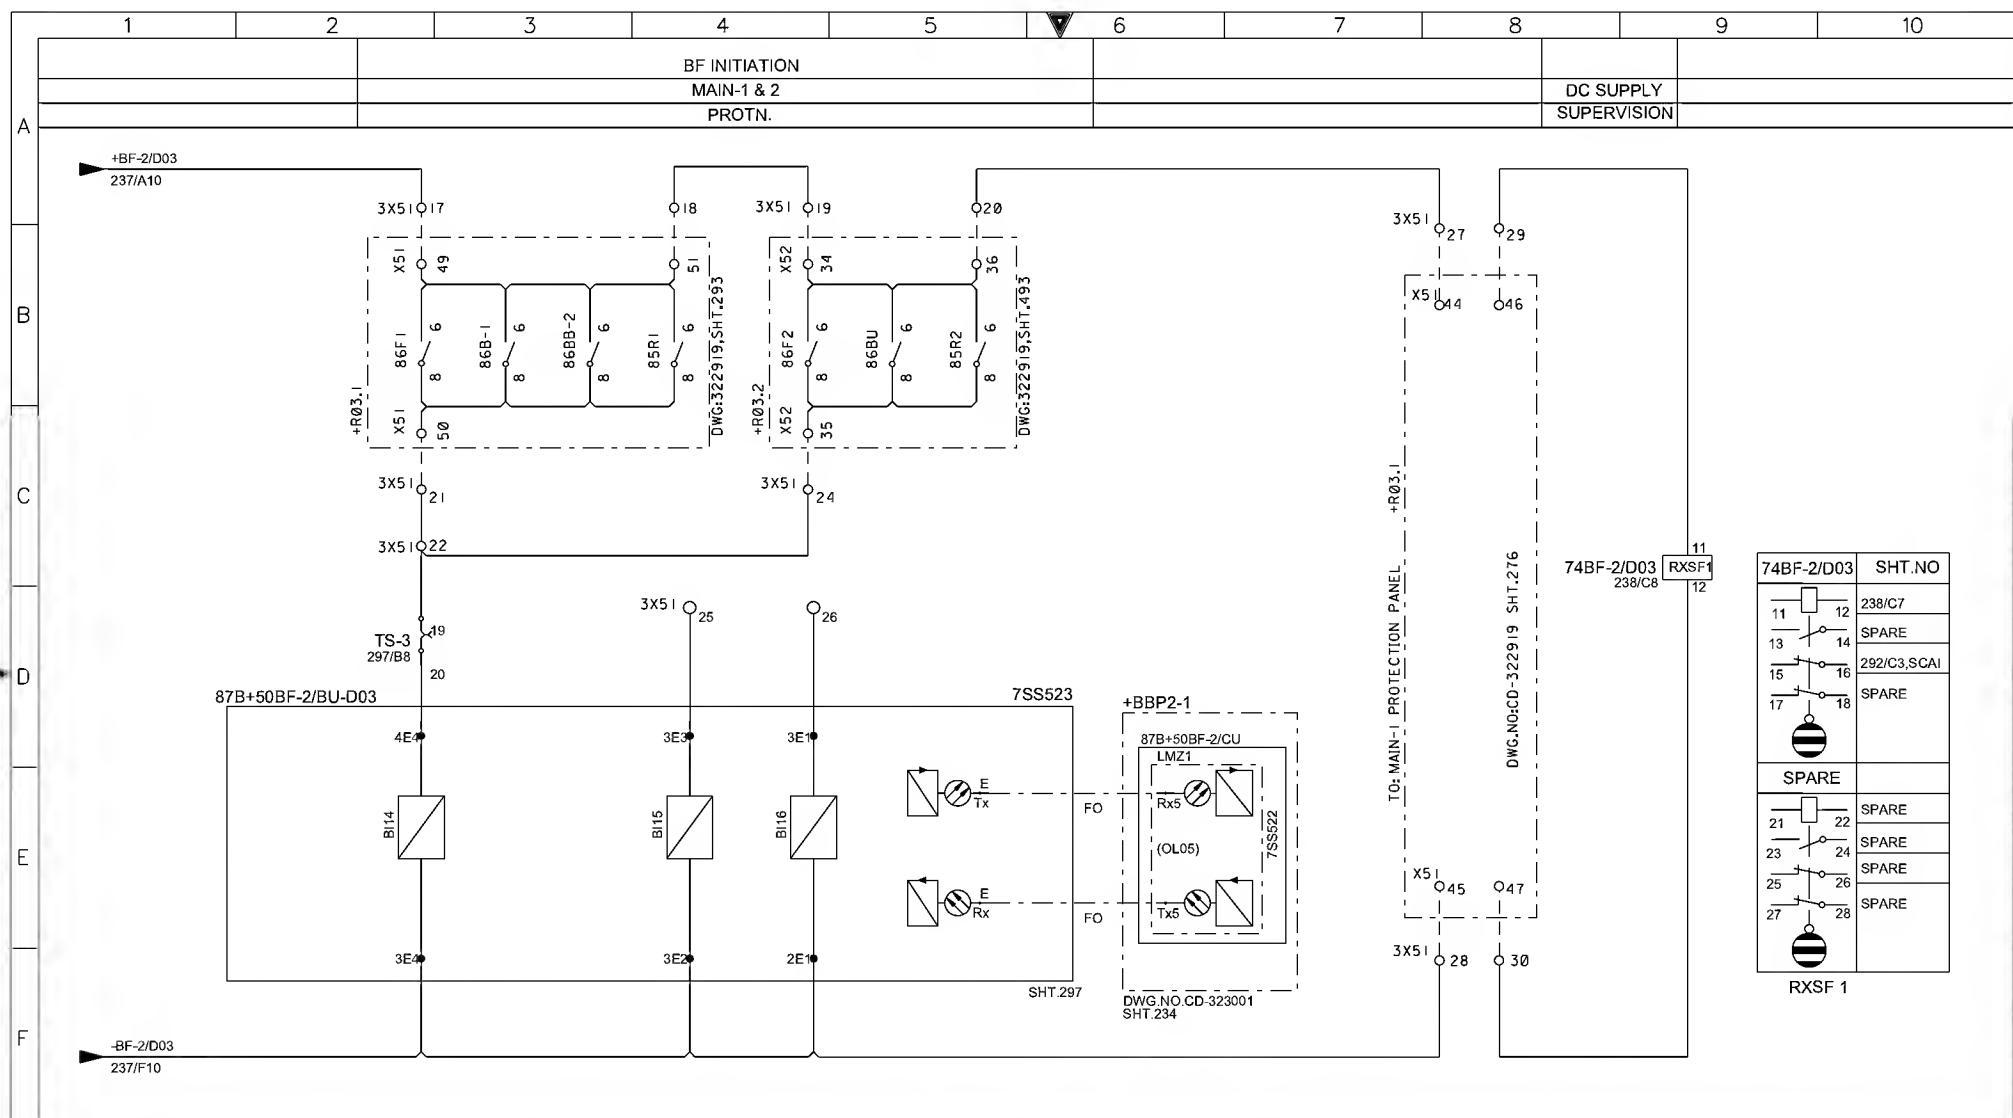 1 2 3 4 5 6 7 8 9 10
A
B
C
D
E
F
BF INITIATION
MAIN-1 & 2
PROTN.
DC SUPPLY
SUPERVISION
+BF-2/D03
237/A10
3X51 17
18
3X51 19
20
3X51 27
29
X51 49
51
+R03.1
86F1 6 8
86B-1 6 8
86BB-2 6 8
85R1 6 8
DWG:322919,SHT.293
X51 50
X52 34
36
+R03.2
86F2 6 8
86BU 6 8
85R2 6 8
DWG:322919,SHT.493
X52 35
3X51 21
3X51 24
3X51 22
X51 44
46
+R03.1
TO: MAIN-1 PROTECTION PANEL
DWG.NO:CD-322919 SHT.276
X51 45
47
3X51 28
30
74BF-2/D03
238/C8
RXSF1
11
12
TS-3
297/B8
19
20
3X51 25
26
87B+50BF-2/BU-D03
7SS523
4E4
3E3
3E1
BI14
BI15
BI16
3E4
3E2
2E1
E
Tx
E
Rx
FO
FO
SHT.297
+BBP2-1
87B+50BF-2/CU
LMZ1
Rx5
(OL05)
Tx5
7SS522
DWG.NO.CD-323001
SHT.234
-BF-2/D03
237/F10
74BF-2/D03 SHT.NO
11 12 238/C7
13 14 SPARE
15 16 292/C3,SCAI
17 18 SPARE
SPARE
21 22 SPARE
23 24 SPARE
25 26 SPARE
27 28 SPARE
RXSF 1